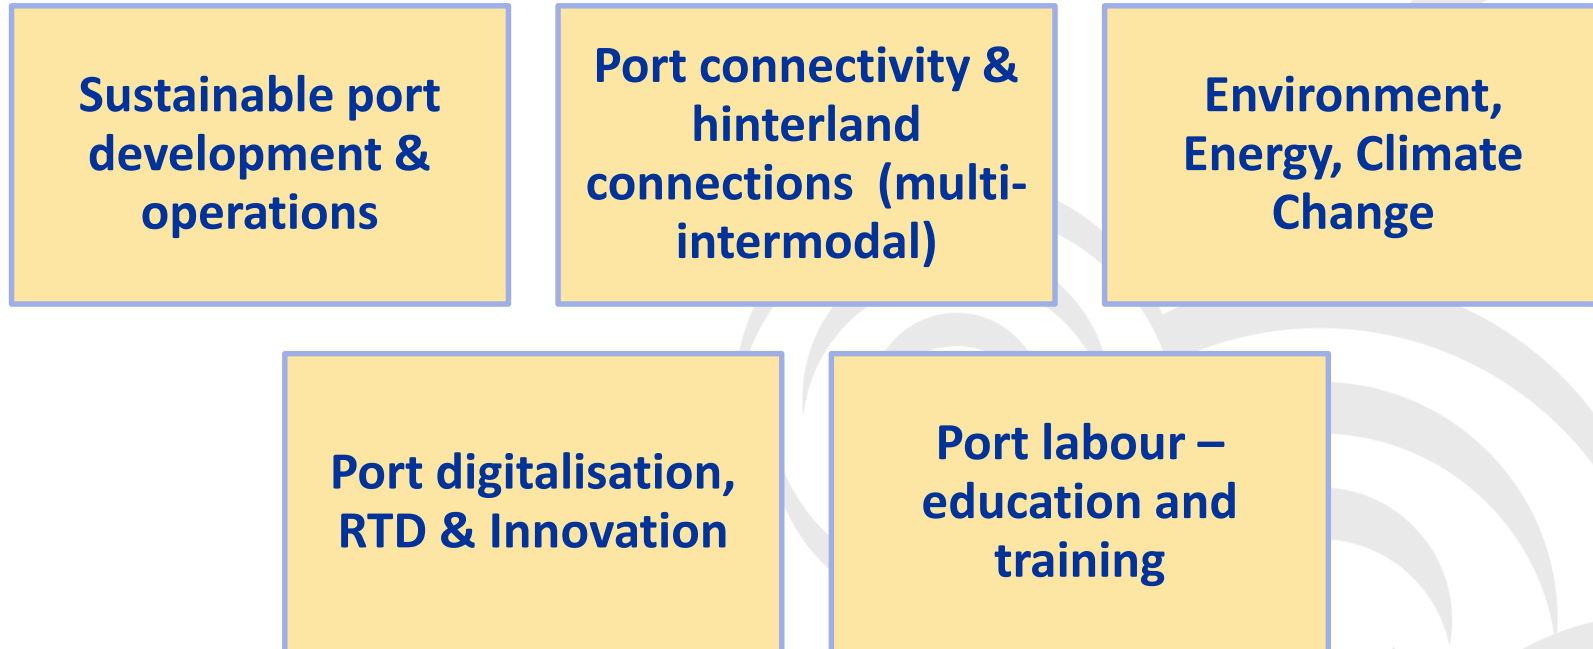 Sustainable port
development &
operations
Port connectivity &
hinterland
connections (multi-
intermodal)
Environment,
Energy, Climate
Change
Port digitalisation,
RTD & Innovation
Port labour –
education and
training